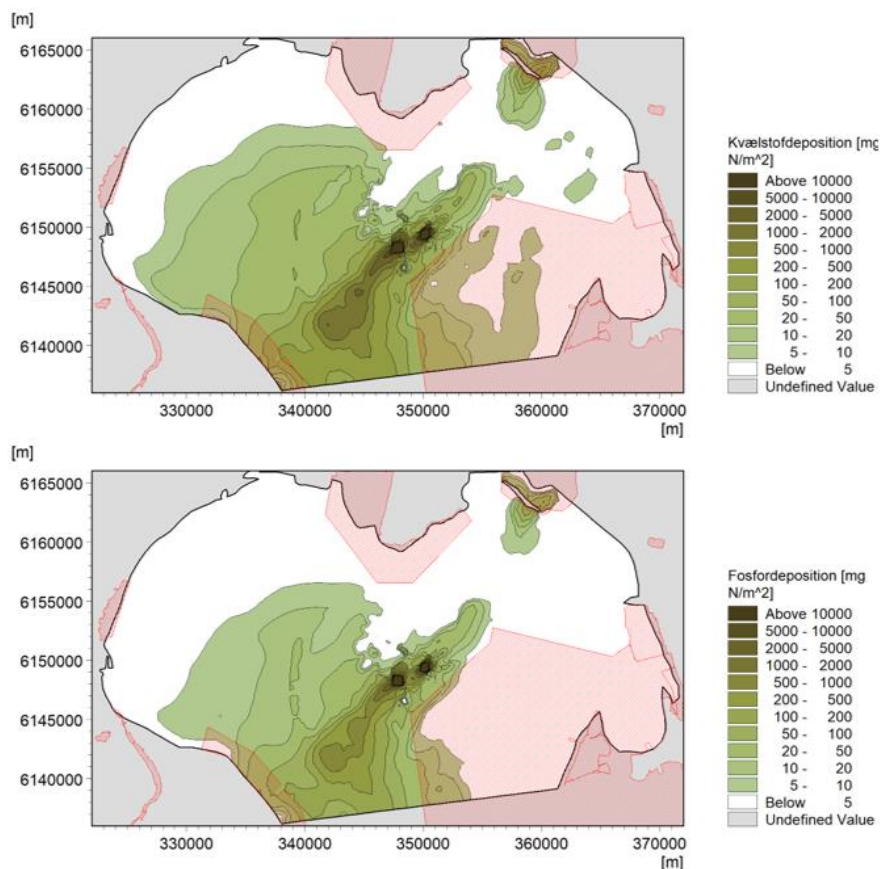 [m]
6165000
6160000
6155000
6150000
6145000
6140000
330000 340000 350000 360000 370000
[m]
Kvælstofdeposition [mg
N/m^2]
Above 10000
5000 - 10000
2000 - 5000
1000 - 2000
500 - 1000
200 - 500
100 - 200
50 - 100
20 - 50
10 - 20
5 - 10
Below 5
Undefined Value
[m]
6165000
6160000
6155000
6150000
6145000
6140000
330000 340000 350000 360000 370000
[m]
Fosfordeposition [mg
N/m^2]
Above 10000
5000 - 10000
2000 - 5000
1000 - 2000
500 - 1000
200 - 500
100 - 200
50 - 100
20 - 50
10 - 20
5 - 10
Below 5
Undefined Value